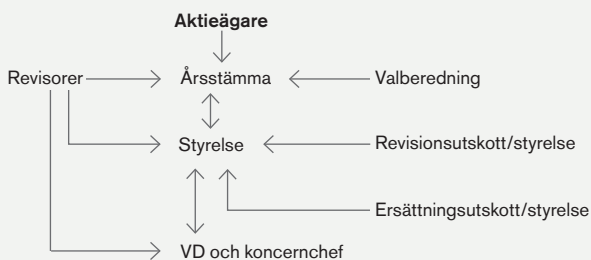 Aktieägare
Revisorer Årsstämma Valberedning
Styrelse Revisionsutskott/styrelse
Ersättningsutskott/styrelse
VD och koncernchef